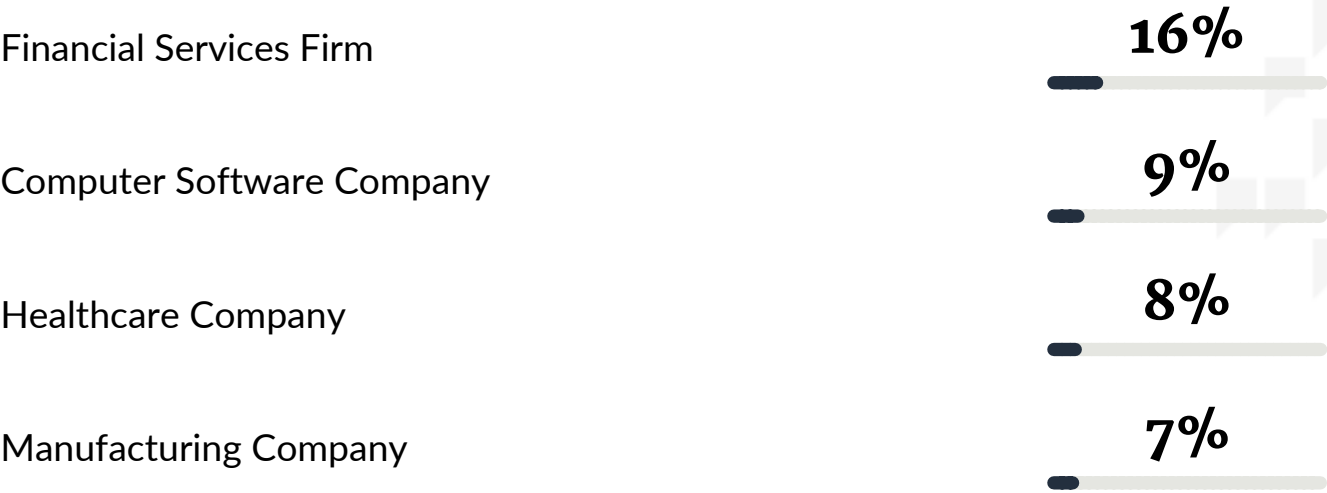 Financial Services Firm 16%
Computer Software Company 9%
Healthcare Company 8%
Manufacturing Company 7%